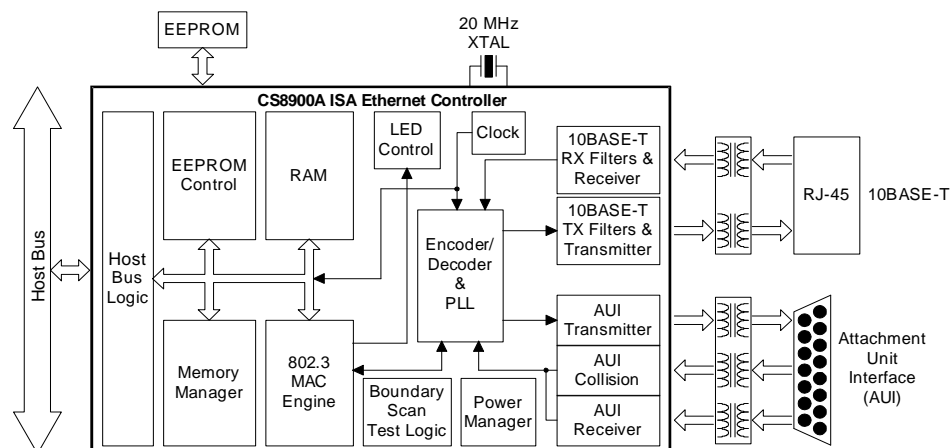 EEPROM
20 MHz
XTAL
CS8900A ISA Ethernet Controller
Host Bus
Host
Bus
Logic
EEPROM
Control
RAM
LED
Control
Clock
10BASE-T
RX Filters &
Receiver
10BASE-T
TX Filters &
Transmitter
RJ-45
10BASE-T
Encoder/
Decoder
&
PLL
Memory
Manager
802.3
MAC
Engine
Boundary
Scan
Test Logic
Power
Manager
AUI
Transmitter
AUI
Collision
AUI
Receiver
Attachment
Unit
Interface
(AUI)